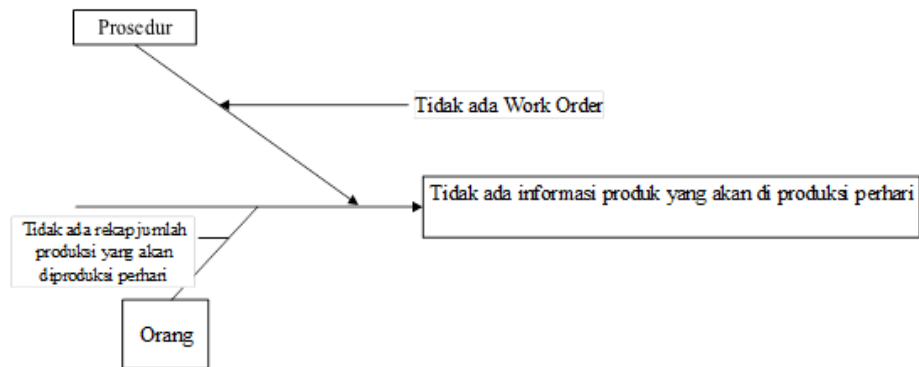 Prosedur
Tidak ada Work Order
Tidak ada informasi produk yang akan di produksi perhari
Tidak ada rekap jumlah
produksi yang akan
diproduksi perhari
Orang